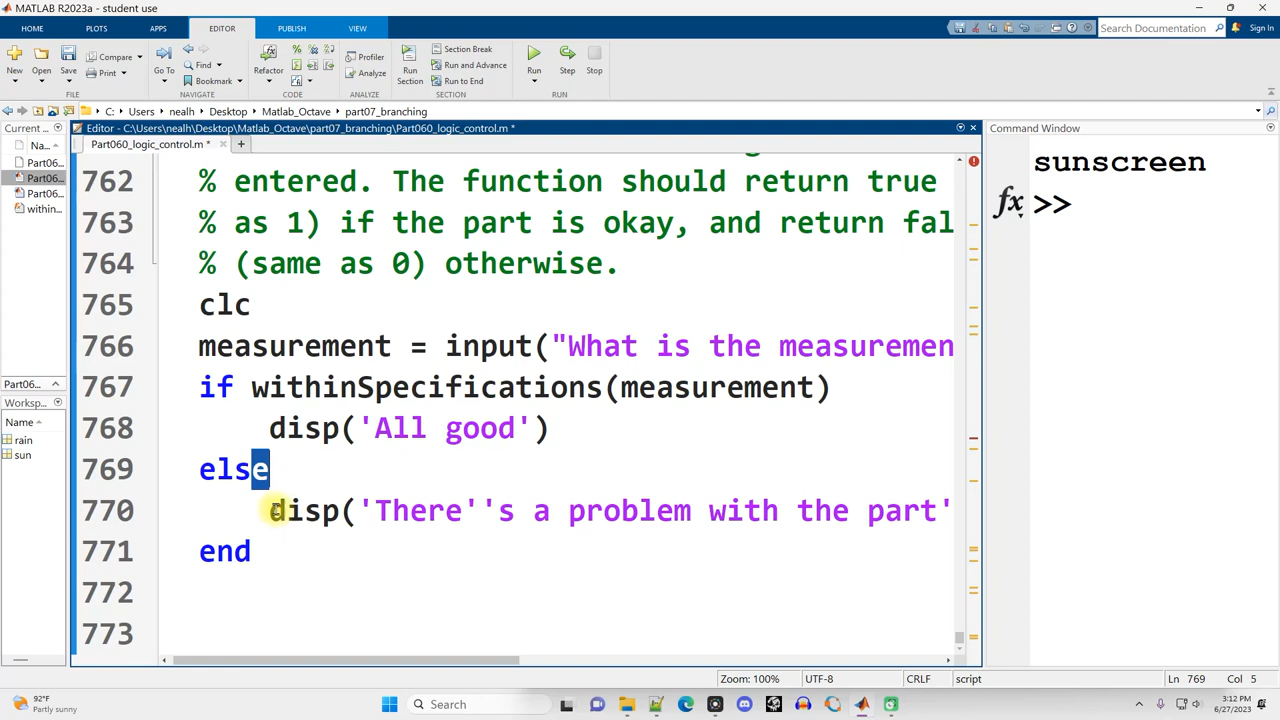 MATLAB R2023a - student use
HOME PLOTS APPS EDITOR PUBLISH VIEW
Search Documentation Sign In
New Open Save Compare Print Go To Find Bookmark Refactor Profiler Analyze Run Section Section Break Run and Advance Run to End Run Step Stop
FILE NAVIGATE CODE ANALYZE SECTION RUN
C: Users nealh Desktop Matlab_Octave part07_branching
Current ...
Editor - C:\Users\nealh\Desktop\Matlab_Octave\part07_branching\Part060_logic_control.m *
Command Window
Part060_logic_control.m *
Na...
Part06...
Part06...
Part06...
within...
Part06...
Worksp...
Name
rain
sun
762 % entered. The function should return true
763 % as 1) if the part is okay, and return fal
764 % (same as 0) otherwise.
765 clc
766 measurement = input("What is the measuremen
767 if withinSpecifications(measurement)
768 disp('All good')
769 else
770 disp('There''s a problem with the part'
771 end
772
773
sunscreen
fx >>
Zoom: 100% UTF-8 CRLF script Ln 769 Col 5
92°F
Partly sunny
Search
3:12 PM
6/27/2023